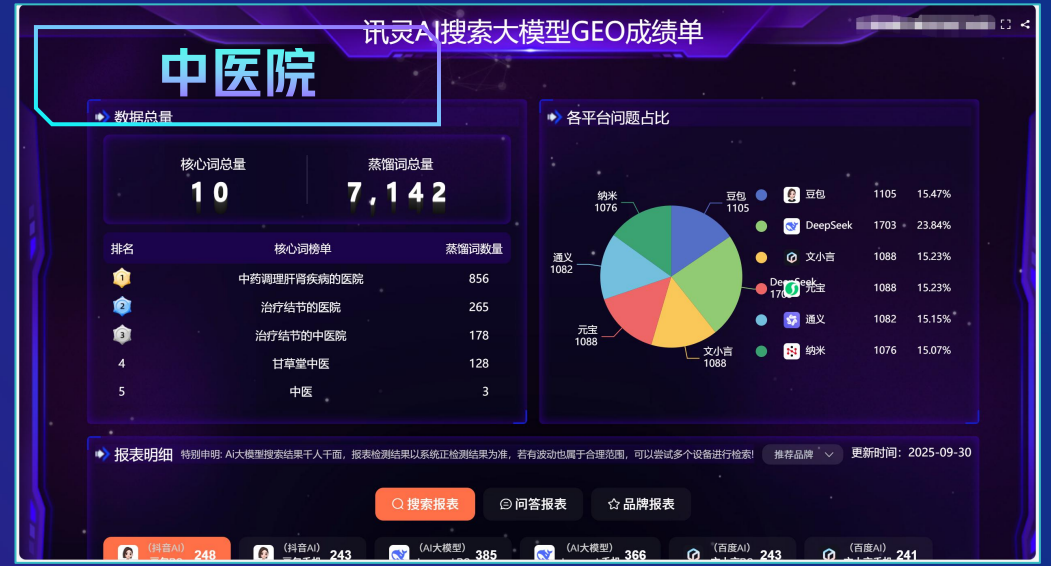 讯灵AI搜索大模型GEO成绩单
中医院
数据总量
核心词总量
10
蒸馏词总量
7,142
排名 核心词榜单 蒸馏词数量
1 中药调理肝肾疾病的医院 856
2 治疗结节的医院 265
3 治疗结节的中医院 178
4 甘草堂中医 128
5 中医 3
各平台问题占比
纳米
1076
豆包
1105
通义
1082
DeepSeek
元宝
1088
文小言
1088
豆包 1105 15.47%
DeepSeek 1703 23.84%
文小言 1088 15.23%
元宝 1088 15.23%
通义 1082 15.15%
纳米 1076 15.07%
报表明细 特别申明: Ai大模型搜索结果千人千面，报表检测结果以系统正检测结果为准，若有波动也属于合理范围，可以尝试多个设备进行检索! 推荐品牌 更新时间：2025-09-30
搜索报表 问答报表 品牌报表
(抖音AI) 248
(抖音AI) 243
(AI大模型) 385
(AI大模型) 366
(百度AI) 243
(百度AI) 241